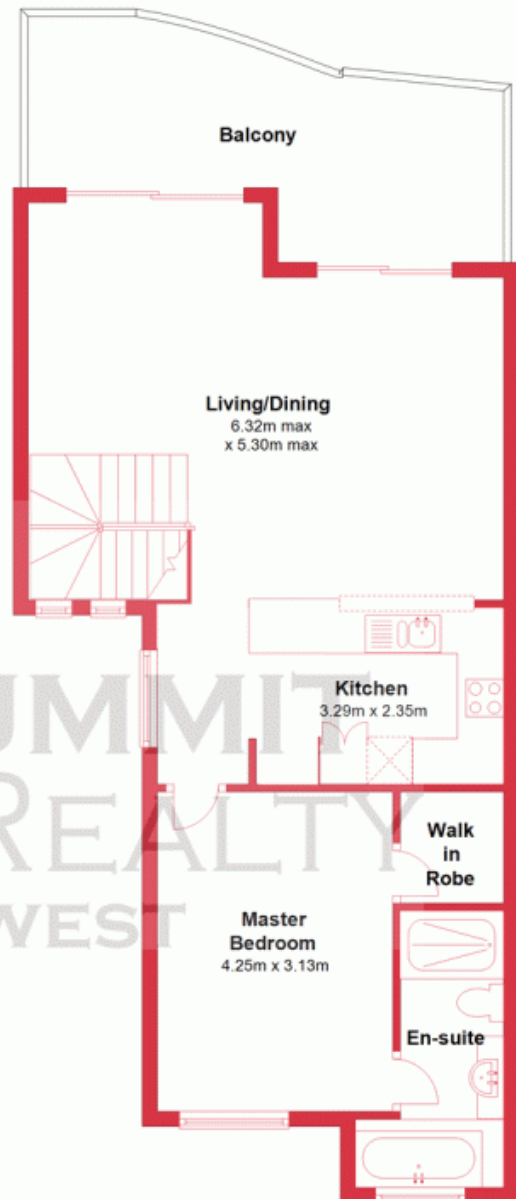 Balcony
Living/Dining
6.32m max
x 5.30m max
Kitchen
3.29m x 2.35m
SUMMIT
REALTY
WEST
Walk
in
Robe
Master
Bedroom
4.25m x 3.13m
En-suite